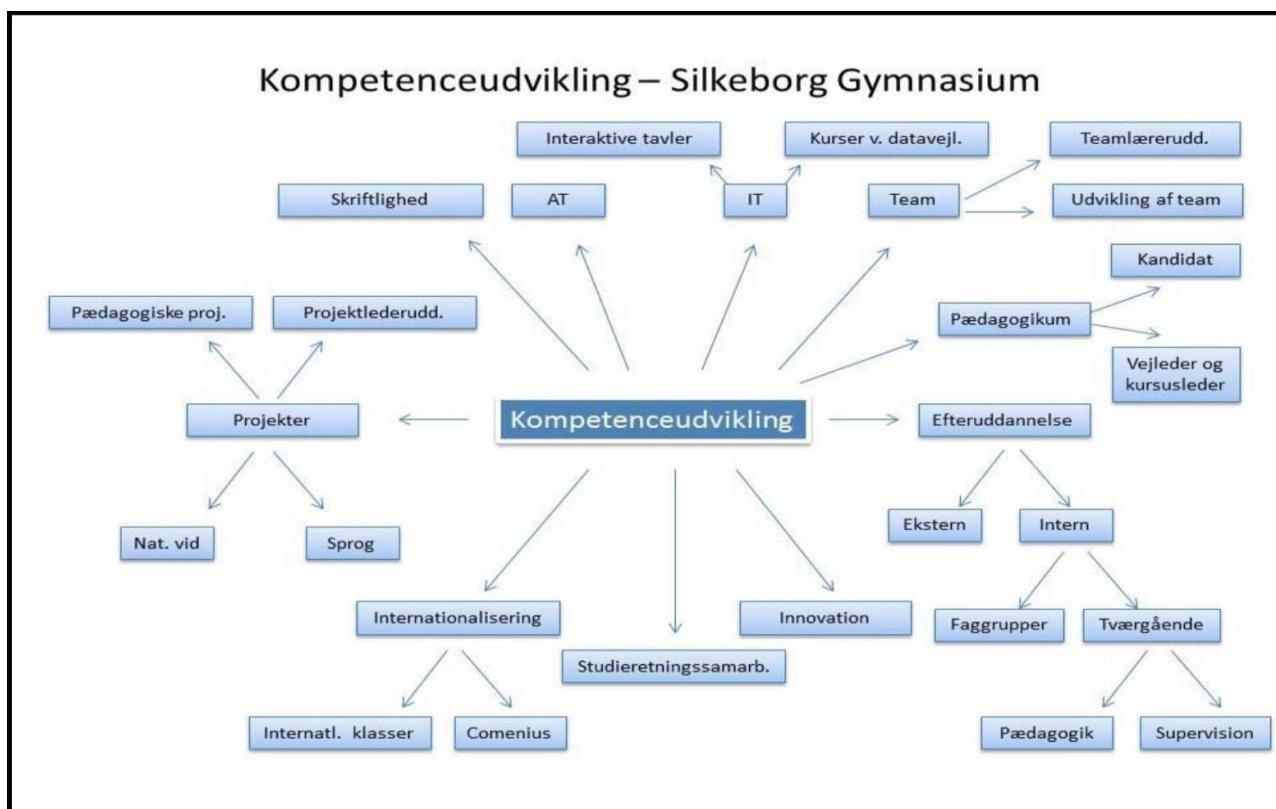 Kompetenceudvikling – Silkeborg Gymnasium
Interaktive tavler
Kurser v. datavejl.
Teamlærerudd.
Skriftlighed
AT
IT
Team
Udvikling af team
Kandidat
Pædagogiske proj.
Projektlederudd.
Pædagogikum
Vejleder og
kursusleder
Projekter
Kompetenceudvikling
Efteruddannelse
Nat. vid
Sprog
Ekstern
Intern
Internationalisering
Innovation
Faggrupper
Tværgående
Studieretningssamarb.
Internatl. klasser
Comenius
Pædagogik
Supervision